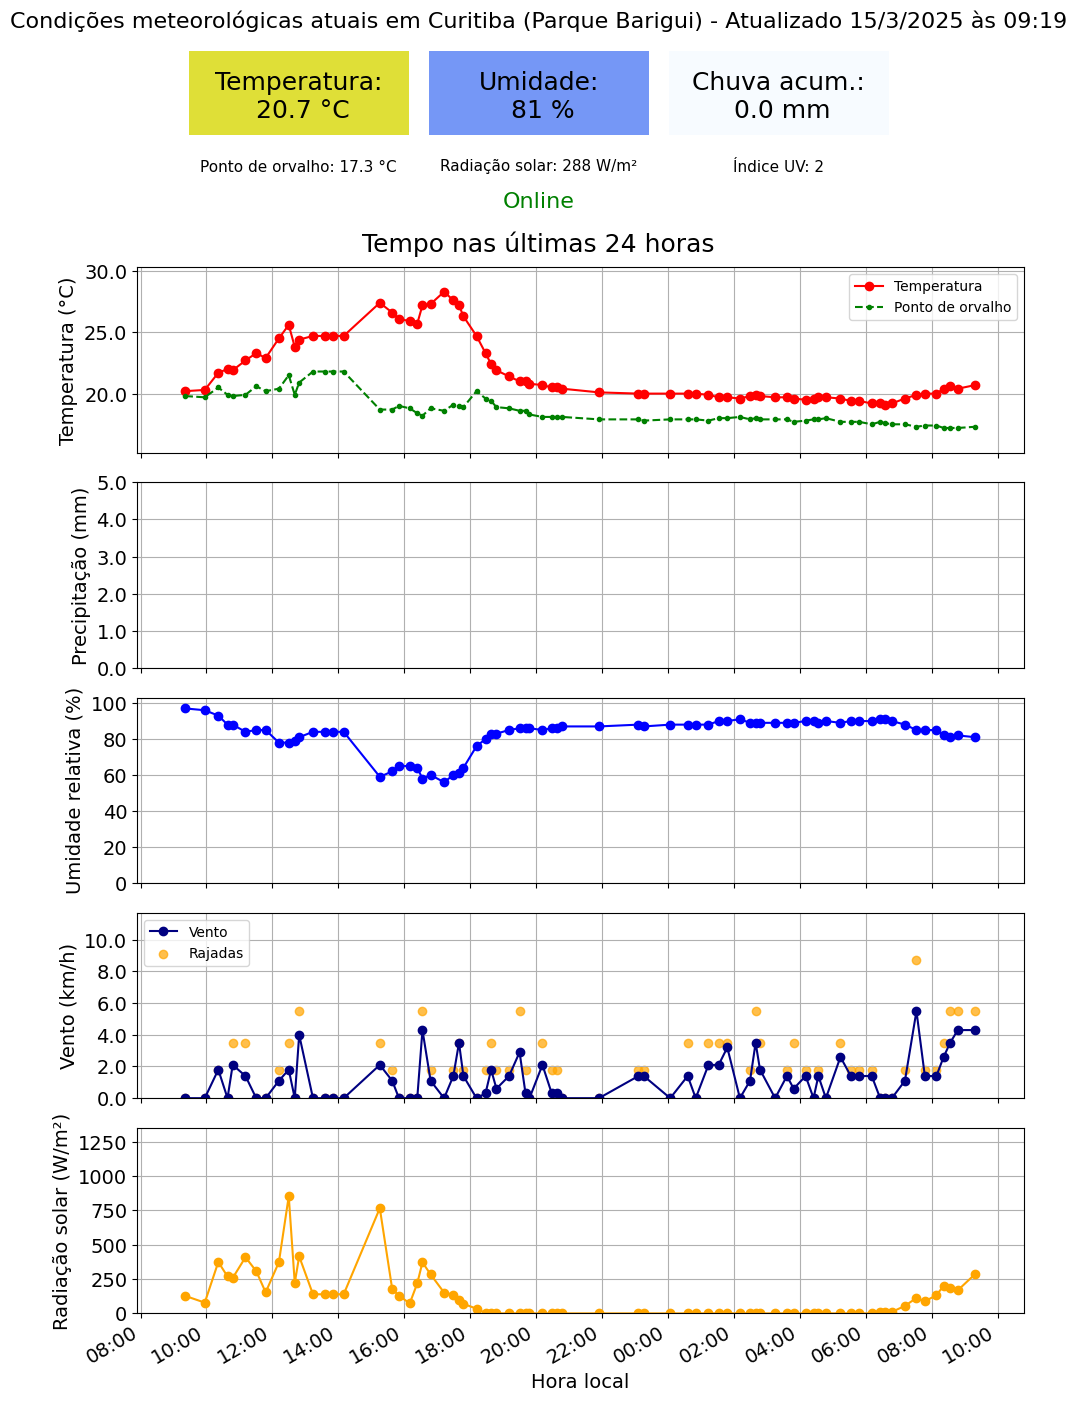 Condições meteorológicas atuais em Curitiba (Parque Barigui) - Atualizado 15/3/2025 às 09:19
Temperatura:
20.7 °C
Umidade:
81 %
Chuva acum.:
0.0 mm
Ponto de orvalho: 17.3 °C
Radiação solar: 288 W/m²
Índice UV: 2
Online
Tempo nas últimas 24 horas
Temperatura (°C)
30.0
25.0
20.0
Temperatura
Ponto de orvalho
Precipitação (mm)
5.0
4.0
3.0
2.0
1.0
0.0
Umidade relativa (%)
100
80
60
40
20
0
Vento (km/h)
10.0
8.0
6.0
4.0
2.0
0.0
Vento
Rajadas
Radiação solar (W/m²)
1250
1000
750
500
250
0
08:00
10:00
12:00
14:00
16:00
18:00
20:00
22:00
00:00
02:00
04:00
06:00
08:00
10:00
Hora local